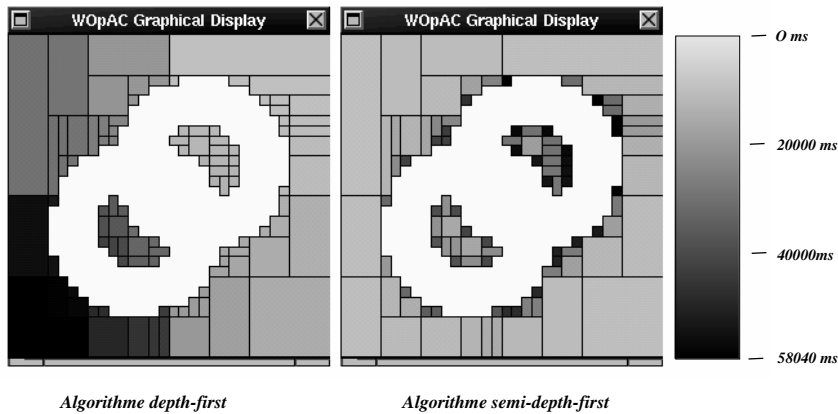 WOpAC Graphical Display
WOpAC Graphical Display
O ms
20000 ms
40000ms
58040 ms
Algorithme depth-first
Algorithme semi-depth-first